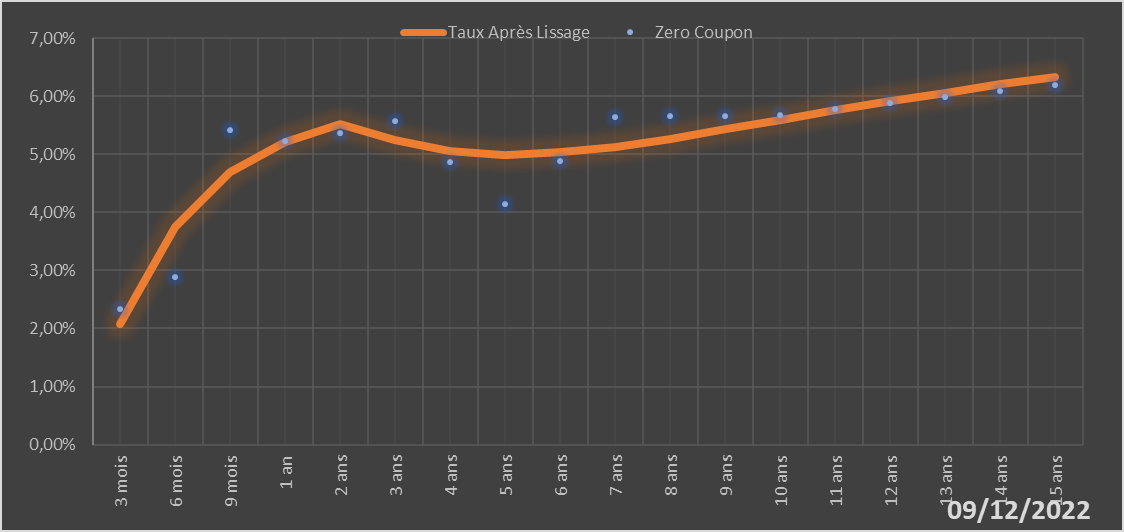 Taux Après Lissage Zero Coupon
7,00%
6,00%
5,00%
4,00%
3,00%
2,00%
1,00%
0,00%
3 mois
6 mois
9 mois
1 an
2 ans
3 ans
4 ans
5 ans
6 ans
7 ans
8 ans
9 ans
10 ans
11 ans
12 ans
13 ans
14 ans
15 ans
09/12/2022